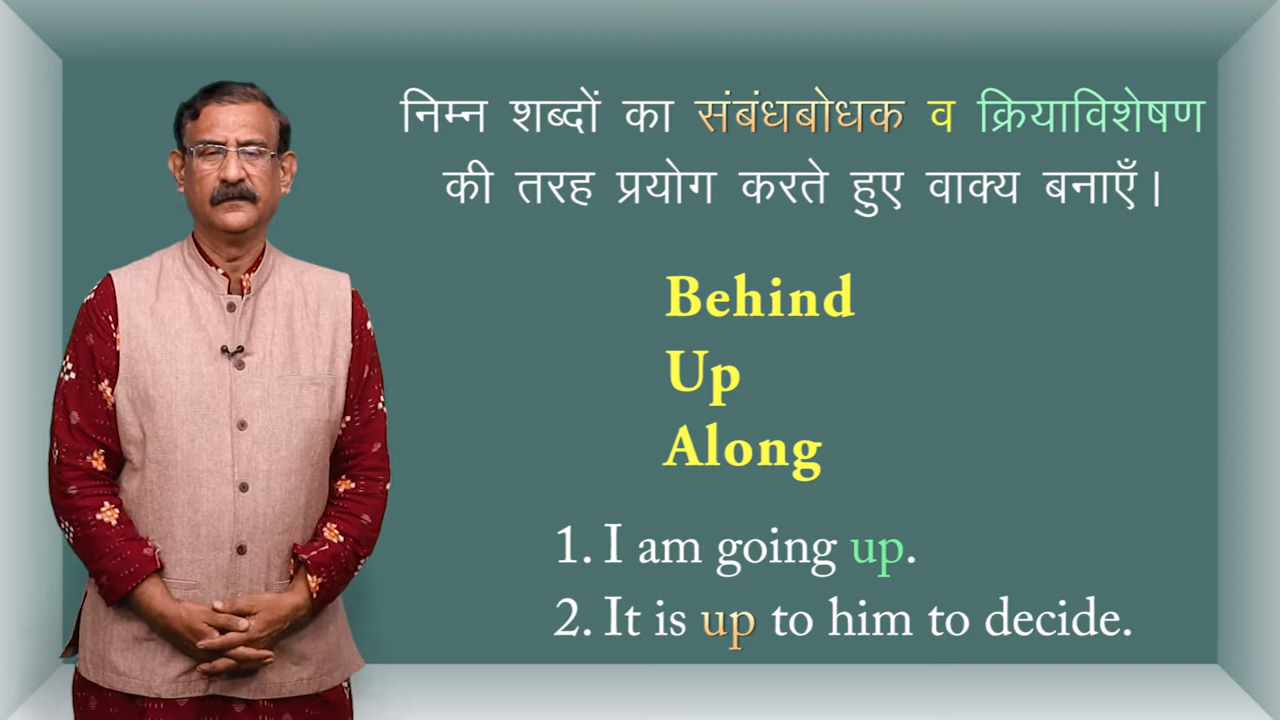 निम्न शब्दों का संबंधबोधक व क्रियाविशेषण
की तरह प्रयोग करते हुए वाक्य बनाएँ।
Behind
Up
Along
1. I am going up.
2. It is up to him to decide.